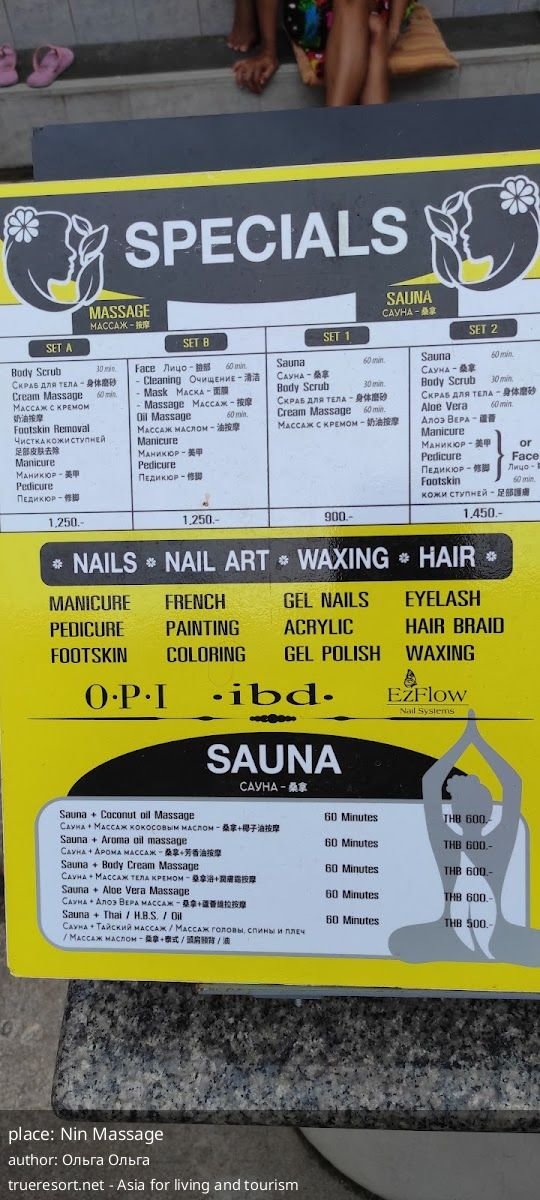 SPECIALS
MASSAGE
МАССАЖ - 按摩
SAUNA
САУНА - 桑拿
SET A
Body Scrub 30 min.
СКРАБ ДЛЯ ТЕЛА - 身体磨砂
Cream Massage 60 min.
МАССАЖ С КРЕМОМ
奶油按摩
Footskin Removal
ЧИСТКАКОЖИСТУПНЕЙ
足部皮肤去除
Manicure
МАНИКЮР - 美甲
Pedicure
ПЕДИКЮР - 修脚
1,250.-
SET B
Face ЛИЦО - 臉部 60 min.
- Cleaning ОЧИЩЕНИЕ - 清洁
- Mask МАСКА - 面膜
- Massage МАССАЖ - 按摩
Oil Massage 60 min.
МАССАЖ МАСЛОМ - 油按摩
Manicure
МАНИКЮР - 美甲
Pedicure
ПЕДИКЮР - 修脚
1,250.-
SET 1
Sauna 60 min.
САУНА - 桑拿
Body Scrub 30 min.
СКРАБ ДЛЯ ТЕЛА - 身体磨砂
Cream Massage 60 min.
МАССАЖ С КРЕМОМ - 奶油按摩
900.-
SET 2
Sauna 60 min.
САУНА - 桑拿
Body Scrub 30 min.
СКРАБ ДЛЯ ТЕЛА - 身体磨砂
Aloe Vera 60 min.
АЛОЭ ВЕРА - 蘆薈
Manicure
МАНИКЮР - 美甲
Pedicure
ПЕДИКЮР - 修脚
or
Face
ЛИЦО -
Footskin 60 min.
КОЖИ СТУПНЕЙ - 足部護膚
1,450.-
NAILS NAIL ART WAXING HAIR
MANICURE FRENCH GEL NAILS EYELASH
PEDICURE PAINTING ACRYLIC HAIR BRAID
FOOTSKIN COLORING GEL POLISH WAXING
O·P·I ·ibd· EzFlow
Nail Systems
SAUNA
САУНА - 桑拿
Sauna + Coconut oil Massage 60 Minutes THB 600.-
САУНА + МАССАЖ КОКОСОВЫМ МАСЛОМ - 桑拿+椰子油按摩
Sauna + Aroma oil massage 60 Minutes THB 600.-
САУНА + АРОМА МАССАЖ - 桑拿+芳香油按摩
Sauna + Body Cream Massage 60 Minutes THB 600.-
САУНА + МАССАЖ ТЕЛА КРЕМОМ - 桑拿浴+潤膚霜按摩
Sauna + Aloe Vera Massage 60 Minutes THB 600.-
САУНА + АЛОЭ ВЕРА МАССАЖ - 桑拿+蘆薈維拉按摩
Sauna + Thai / H.B.S. / Oil 60 Minutes THB 500.-
САУНА + ТАЙСКИЙ МАССАЖ / МАССАЖ ГОЛОВЫ, СПИНЫ И ПЛЕЧ
/ МАССАЖ МАСЛОМ - 桑拿+泰式 / 頭肩頸背 / 油
place: Nin Massage
author: Ольга Ольга
trueresort.net - Asia for living and tourism